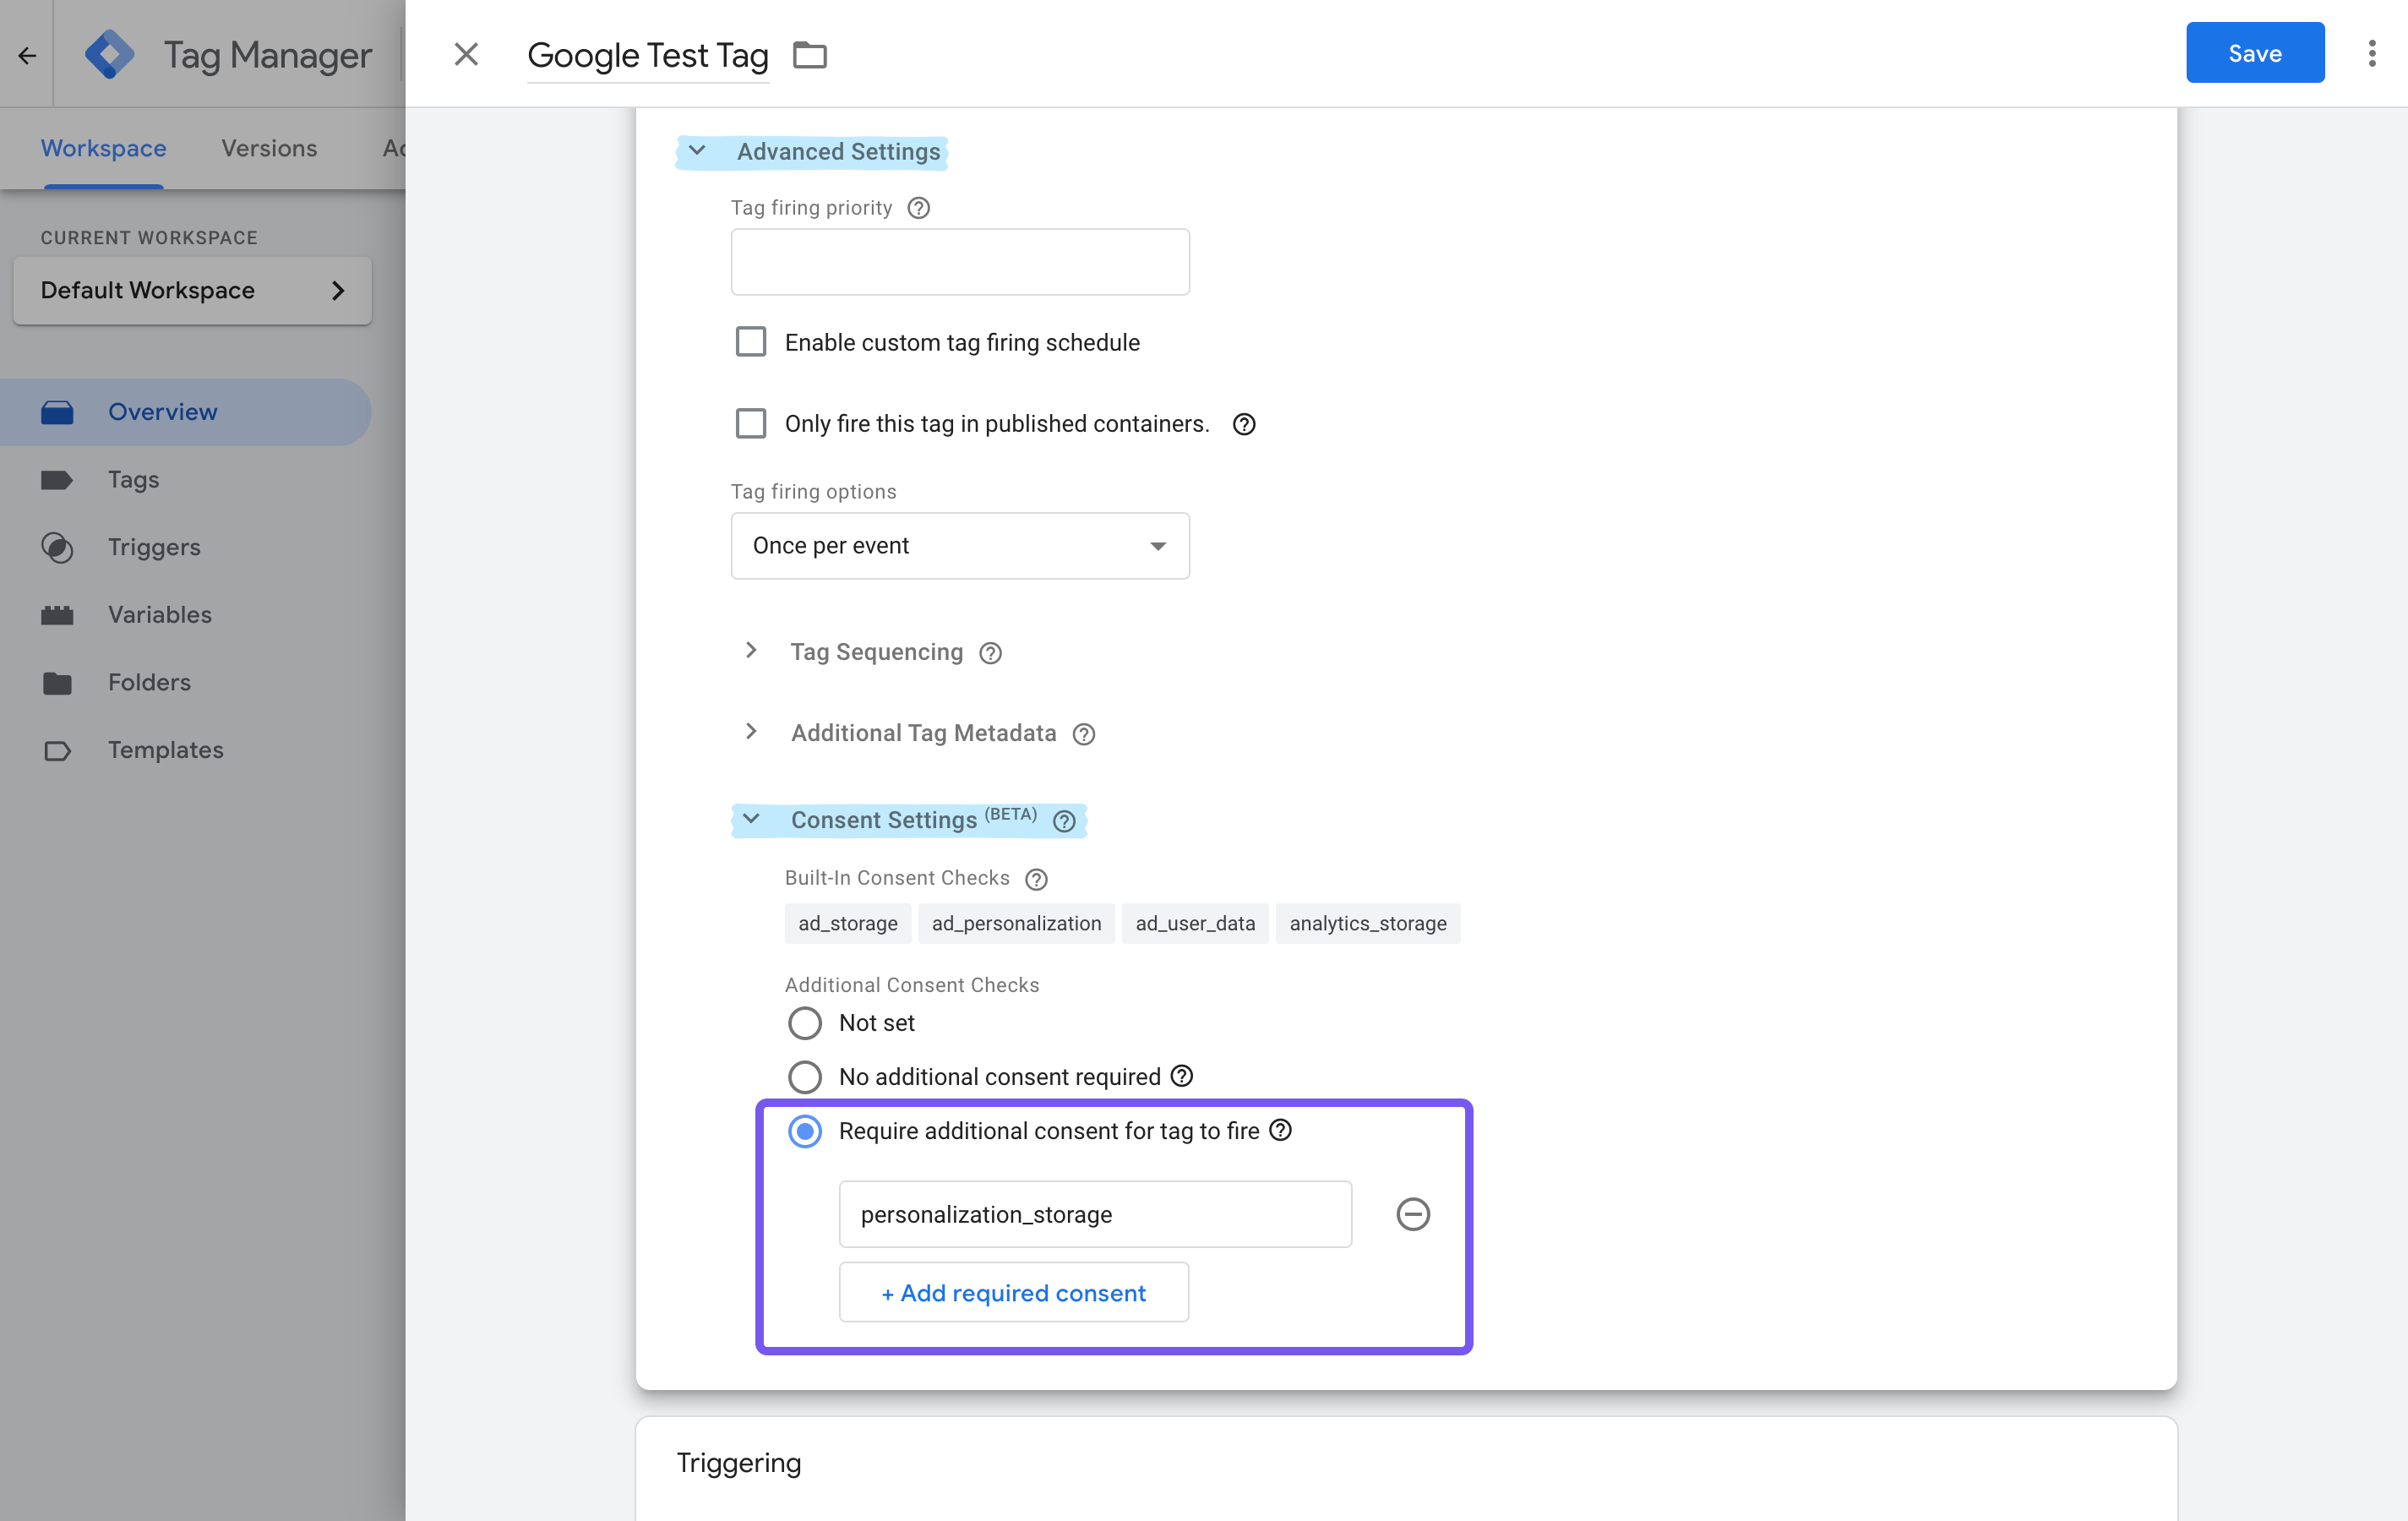 Tag Manager
Google Test Tag
Save
Workspace Versions
CURRENT WORKSPACE
Default Workspace
Overview
Tags
Triggers
Variables
Folders
Templates
Advanced Settings
Tag firing priority
Enable custom tag firing schedule
Only fire this tag in published containers.
Tag firing options
Once per event
Tag Sequencing
Additional Tag Metadata
Consent Settings (BETA)
Built-In Consent Checks
ad_storage ad_personalization ad_user_data analytics_storage
Additional Consent Checks
Not set
No additional consent required
Require additional consent for tag to fire
personalization_storage
+ Add required consent
Triggering